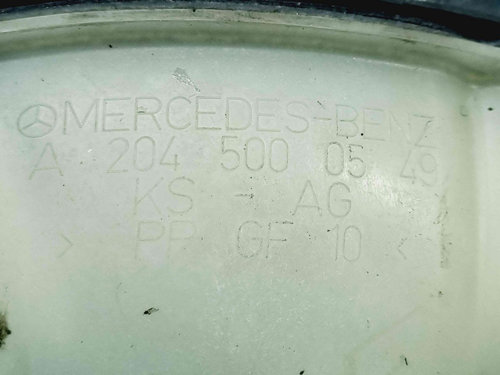 MERCEDES-BENZ
A 204 500 05 49
KS - AG
> PP GF 10 <